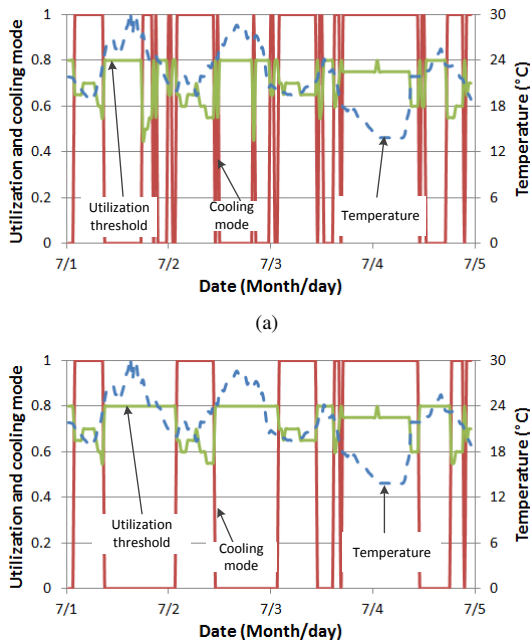 Utilization and cooling mode
1
0.8
0.6
0.4
0.2
0
30
24
18
12
6
0
Temperature (°C)
Utilization
threshold
Cooling
mode
Temperature
7/1 7/2 7/3 7/4 7/5
Date (Month/day)
(a)
Utilization and cooling mode
1
0.8
0.6
0.4
0.2
0
30
24
18
12
6
0
Temperature (°C)
Utilization
threshold
Cooling
mode
Temperature
7/1 7/2 7/3 7/4 7/5
Date (Month/day)